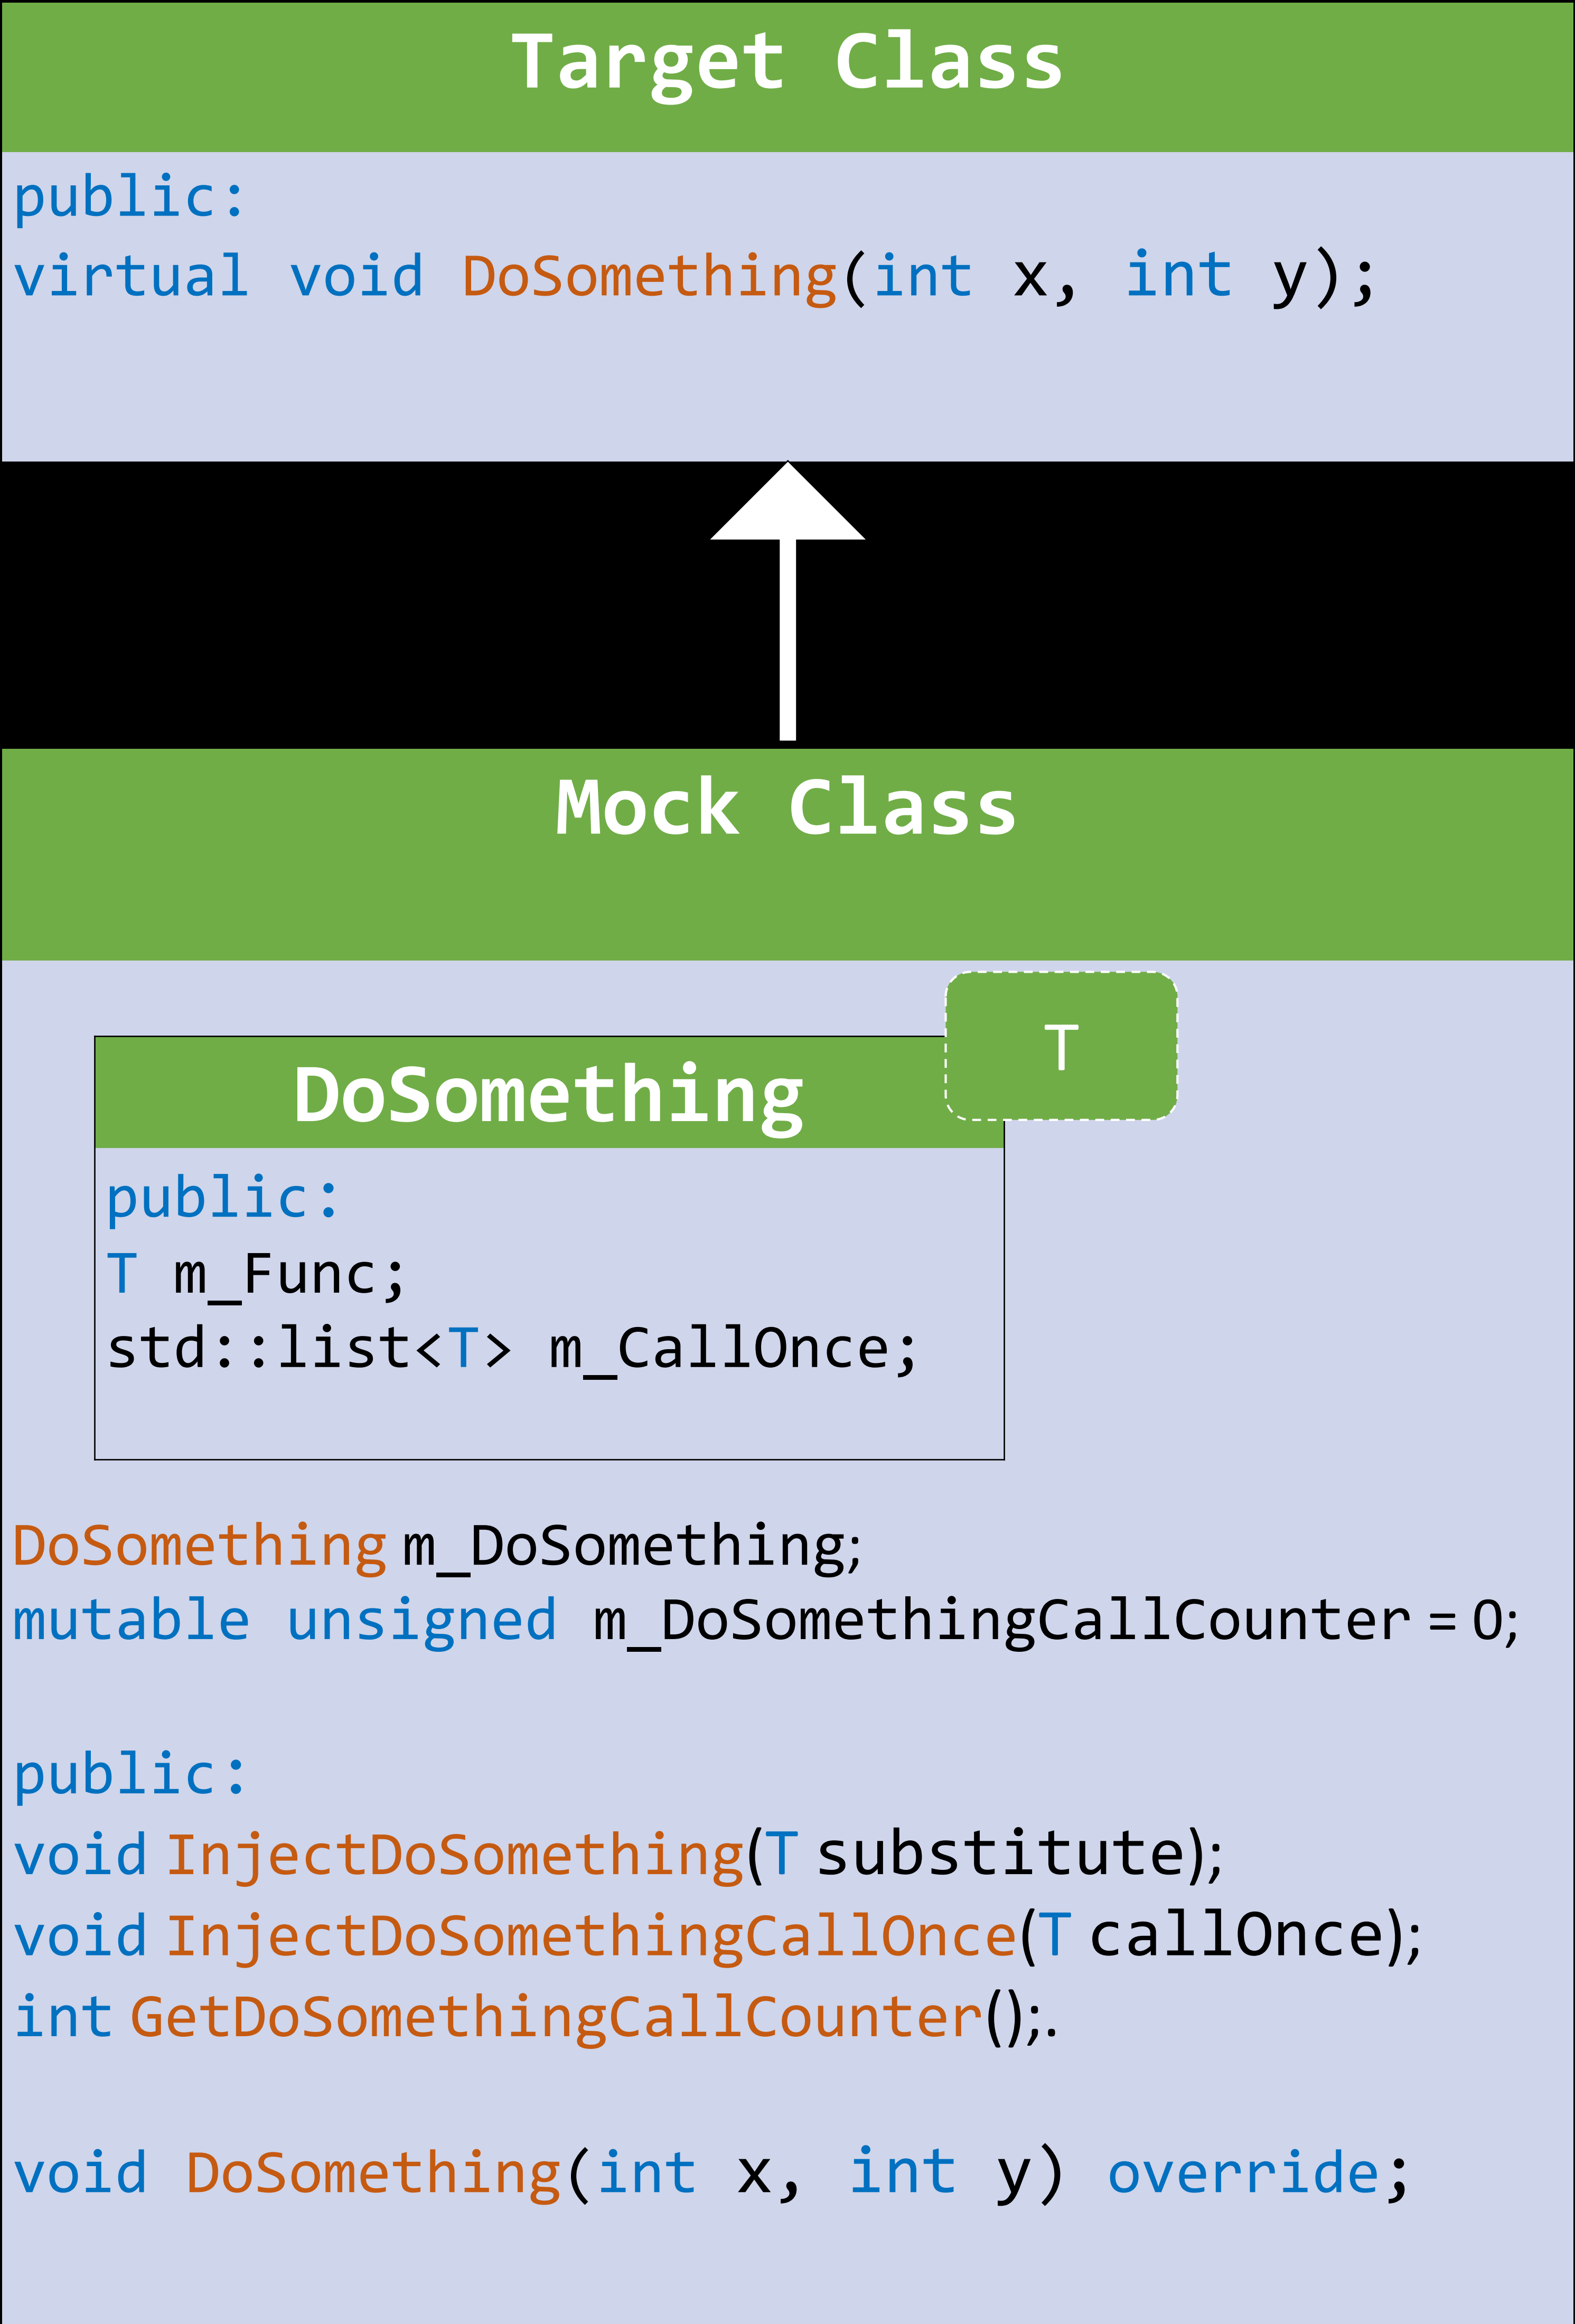 Target Class
public:
virtual void DoSomething(int x, int y);
Mock Class
T
DoSomething
public:
T m_Func;
std::list<T> m_CallOnce;
DoSomething m_DoSomething;
mutable unsigned m_DoSomethingCallCounter = 0;
public:
void InjectDoSomething(T substitute);
void InjectDoSomethingCallOnce(T callOnce);
int GetDoSomethingCallCounter();.
void DoSomething(int x, int y) override;